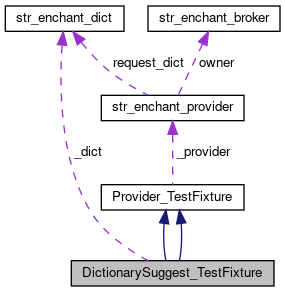 str_enchant_dict
str_enchant_broker
request_dict
owner
str_enchant_provider
_dict
_provider
Provider_TestFixture
DictionarySuggest_TestFixture